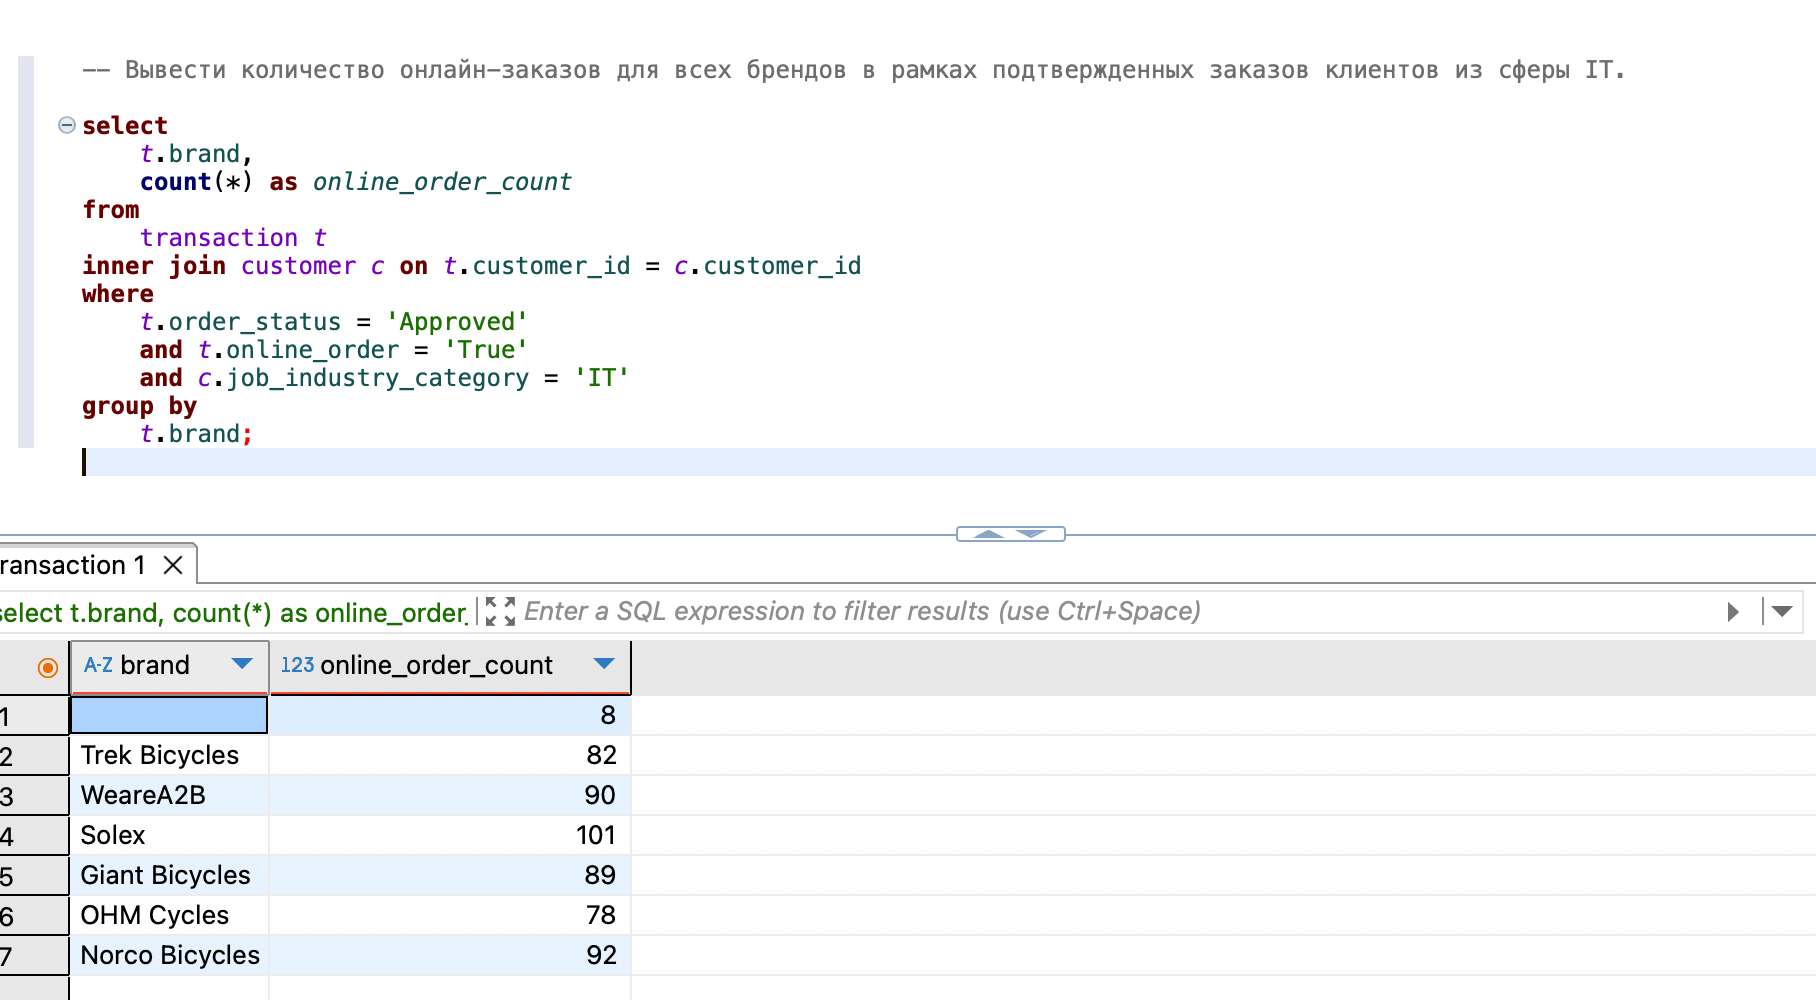 -- Вывести количество онлайн-заказов для всех брендов в рамках подтвержденных заказов клиентов из сферы IT.
select
t.brand,
count(*) as online_order_count
from
transaction t
inner join customer c on t.customer_id = c.customer_id
where
t.order_status = 'Approved'
and t.online_order = 'True'
and c.job_industry_category = 'IT'
group by
t.brand;
ransaction 1
select t.brand, count(*) as online_order_ Enter a SQL expression to filter results (use Ctrl+Space)
A-Z brand 123 online_order_count
1 8
2 Trek Bicycles 82
3 WeareA2B 90
4 Solex 101
5 Giant Bicycles 89
6 OHM Cycles 78
7 Norco Bicycles 92